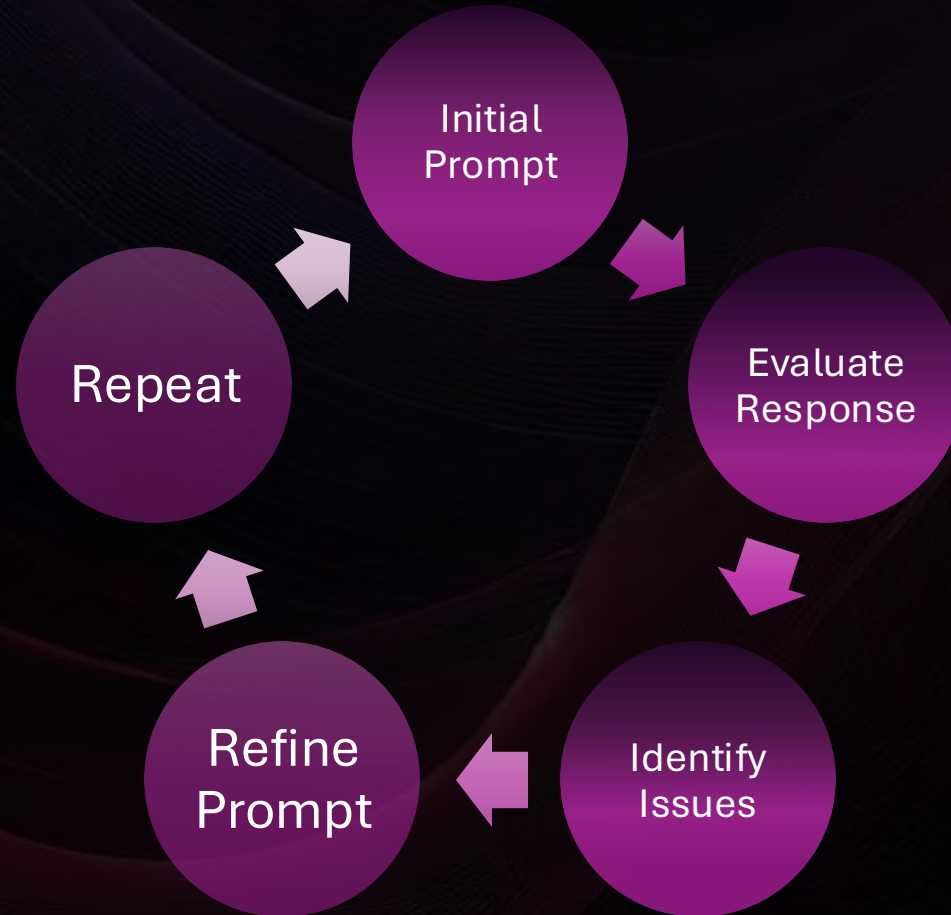 Initial
Prompt
Evaluate
Response
Identify
Issues
Refine
Prompt
Repeat